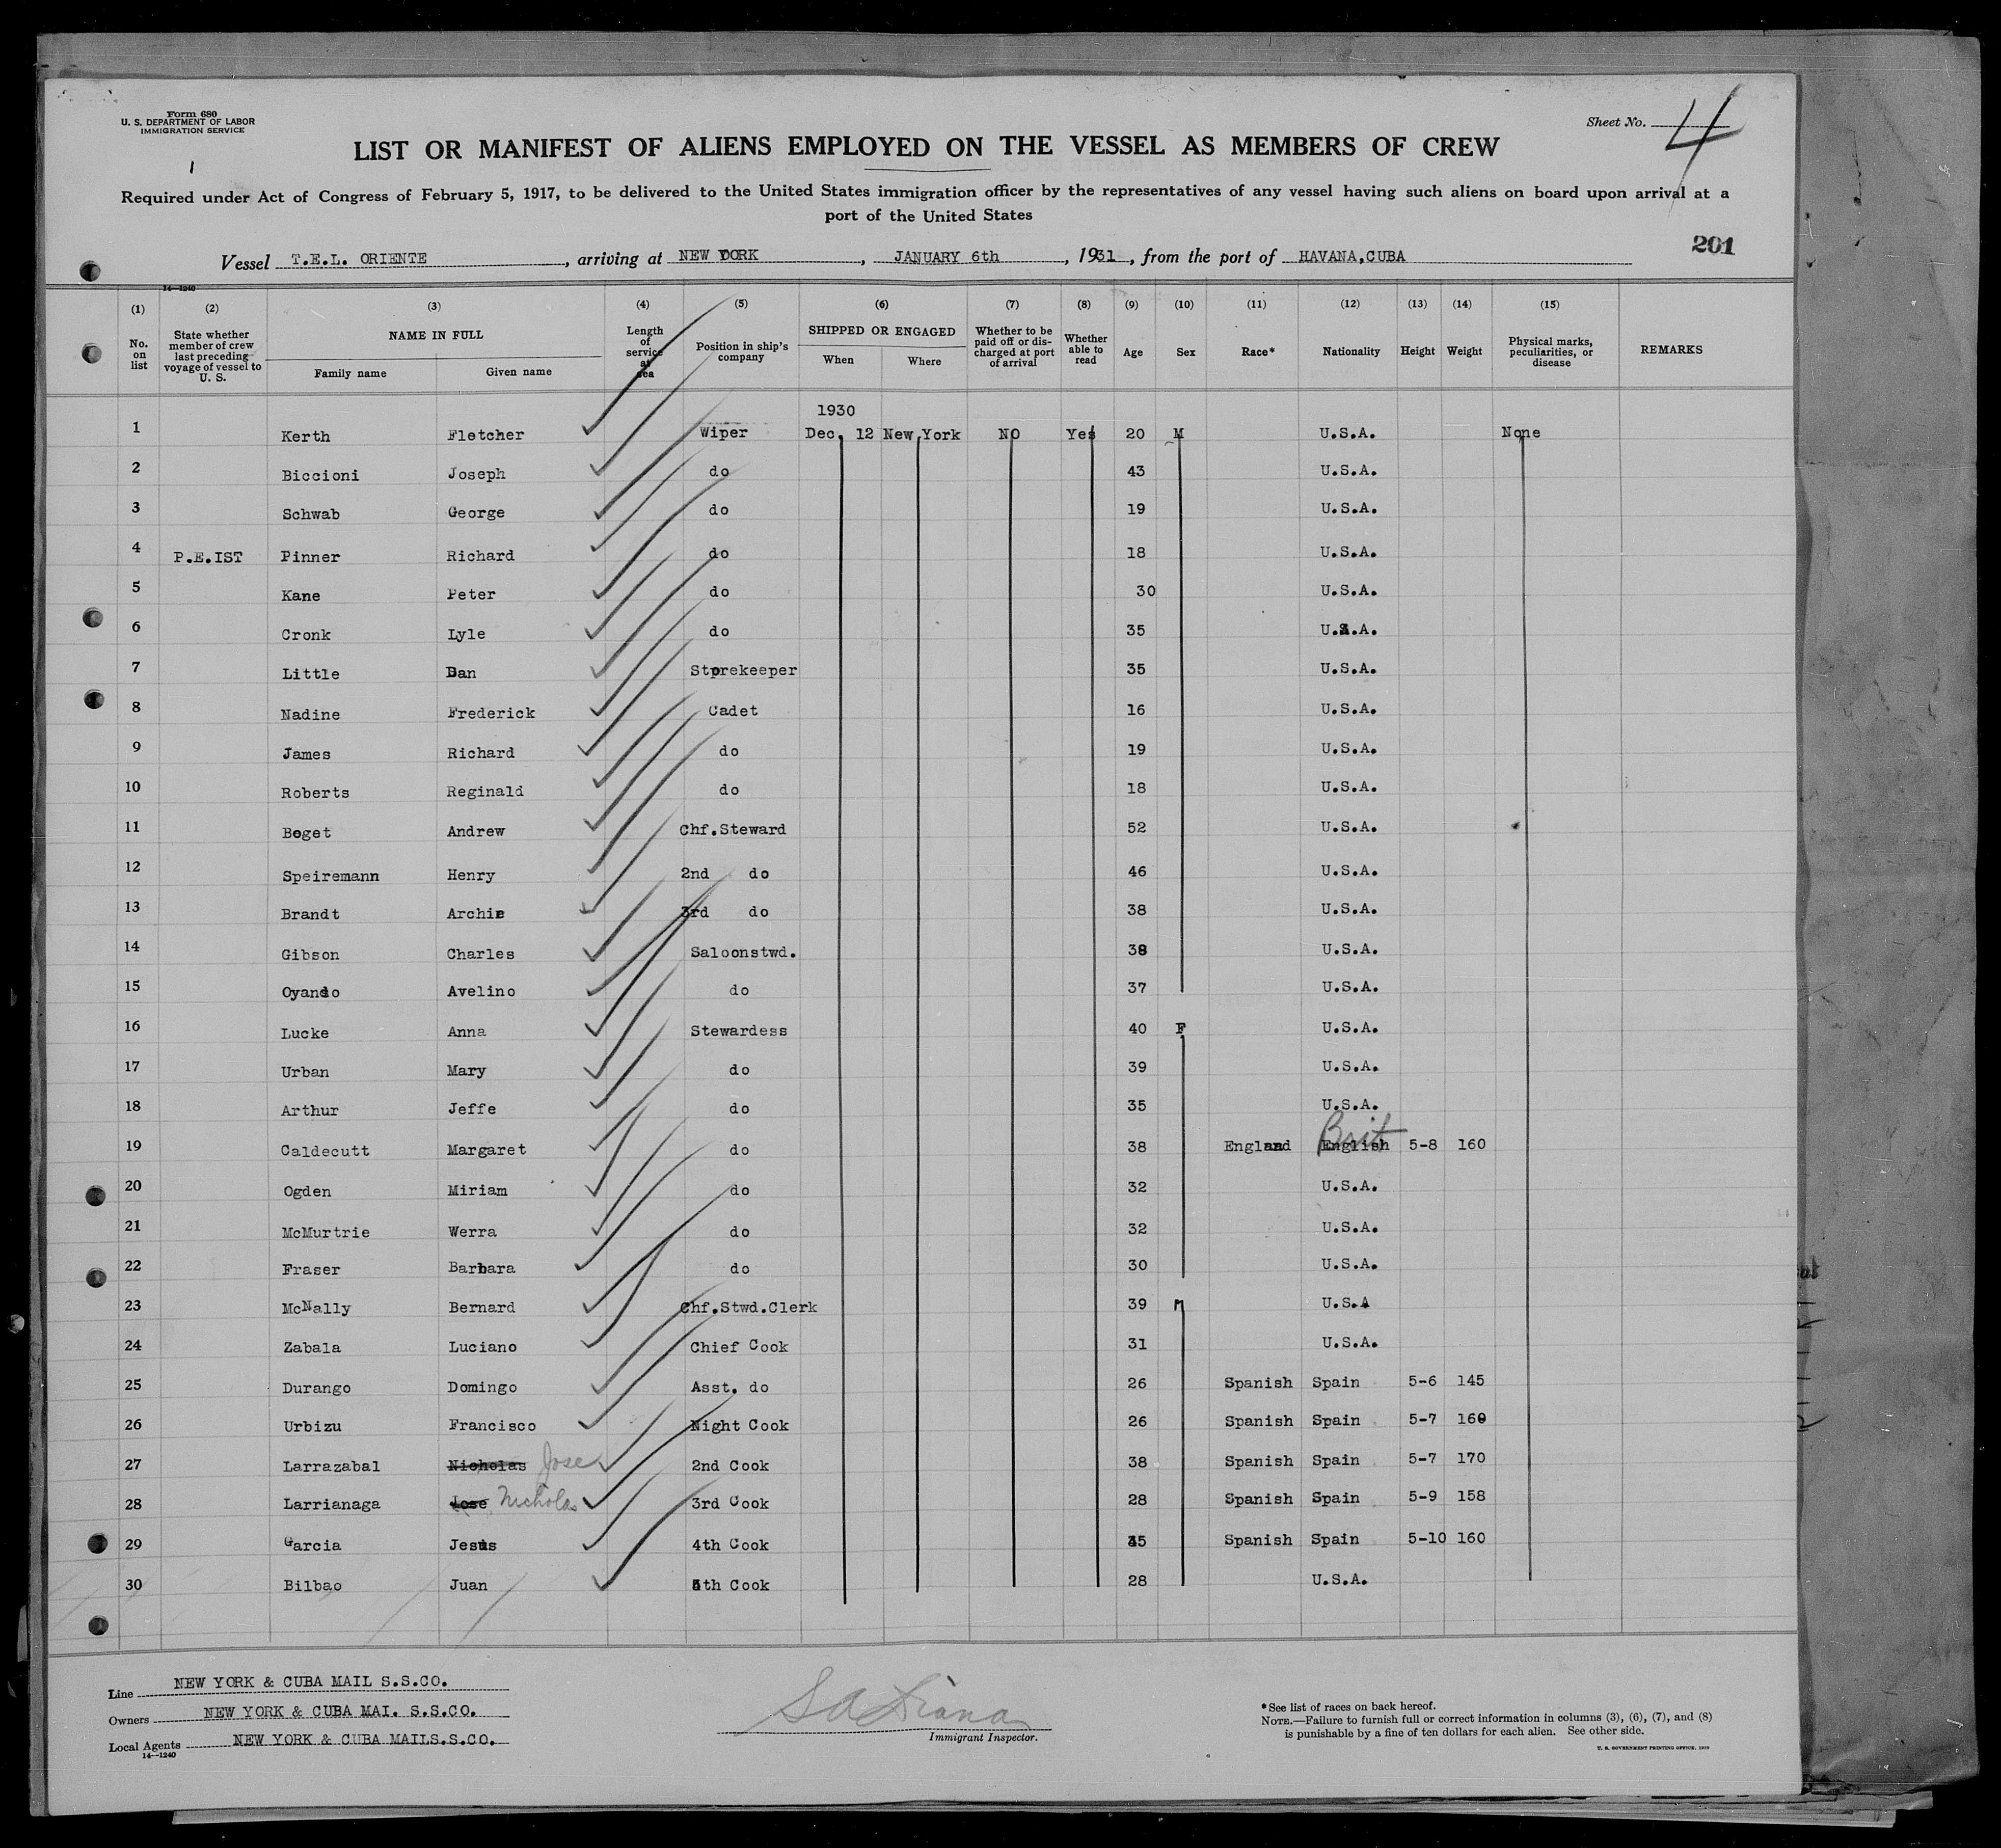 Form 680
U. S. DEPARTMENT OF LABOR
IMMIGRATION SERVICE
1
Sheet No. 4
LIST OR MANIFEST OF ALIENS EMPLOYED ON THE VESSEL AS MEMBERS OF CREW
Required under Act of Congress of February 5, 1917, to be delivered to the United States immigration officer by the representatives of any vessel having such aliens on board upon arrival at a
port of the United States
201
Vessel T.E.L. ORIENTE, arriving at NEW YORK, JANUARY 6th, 1931, from the port of HAVANA,CUBA
14—1240
(1) (2) (3) (4) (5) (6) (7) (8) (9) (10) (11) (12) (13) (14) (15)
No. on list State whether member of crew last preceding voyage of vessel to U. S. NAME IN FULL Family name Given name Length of service at sea Position in ship's company SHIPPED OR ENGAGED When Where Whether to be paid off or discharged at port of arrival Whether able to read Age Sex Race* Nationality Height Weight Physical marks, peculiarities, or disease REMARKS
1930
1 Kerth Fletcher Wiper Dec. 12 New York NO Yes 20 M U.S.A. None
2 Biccioni Joseph do 43 U.S.A.
3 Schwab George do 19 U.S.A.
4 P.E.IST Pinner Richard do 18 U.S.A.
5 Kane Peter do 30 U.S.A.
6 Cronk Lyle do 35 U.S.A.
7 Little Dan Storekeeper 35 U.S.A.
8 Nadine Frederick Cadet 16 U.S.A.
9 James Richard do 19 U.S.A.
10 Roberts Reginald do 18 U.S.A.
11 Boget Andrew Chf.Steward 52 U.S.A.
12 Speiremann Henry 2nd do 46 U.S.A.
13 Brandt Archie 3rd do 38 U.S.A.
14 Gibson Charles Saloonstwd. 38 U.S.A.
15 Oyando Avelino do 37 U.S.A.
16 Lucke Anna Stewardess 40 F U.S.A.
17 Urban Mary do 39 U.S.A.
18 Arthur Jeffe do 35 U.S.A.
19 Caldecutt Margaret do 38 England English Brit 5-8 160
20 Ogden Miriam do 32 U.S.A.
21 McMurtrie Werra do 32 U.S.A.
22 Fraser Barbara do 30 U.S.A.
23 McNally Bernard Chf.Stwd.Clerk 39 M U.S.A
24 Zabala Luciano Chief Cook 31 U.S.A.
25 Durango Domingo Asst. do 26 Spanish Spain 5-6 145
26 Urbizu Francisco Night Cook 26 Spanish Spain 5-7 160
27 Larrazabal Nicholas Jose 2nd Cook 38 Spanish Spain 5-7 170
28 Larrianaga Jose Nicholas 3rd Cook 28 Spanish Spain 5-9 158
29 Garcia Jesus 4th Cook 35 Spanish Spain 5-10 160
30 Bilbao Juan 5th Cook 28 U.S.A.
Line NEW YORK & CUBA MAIL S.S.CO.
Owners NEW YORK & CUBA MAI. S.S.CO.
Local Agents NEW YORK & CUBA MAILS.S.CO.
14—1240
Immigrant Inspector.
*See list of races on back hereof.
NOTE.—Failure to furnish full or correct information in columns (3), (6), (7), and (8)
is punishable by a fine of ten dollars for each alien. See other side.